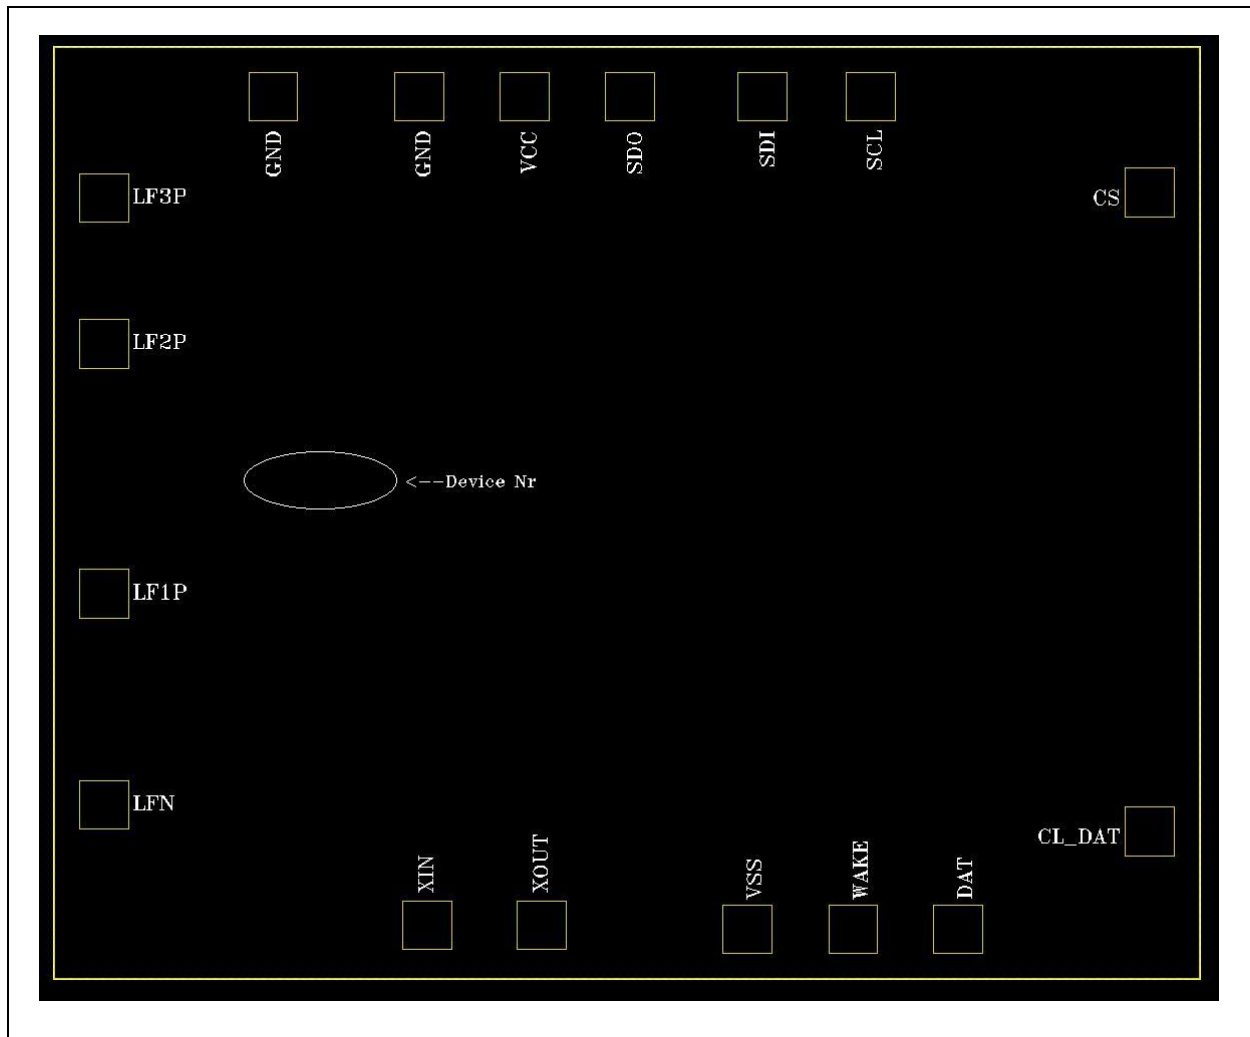 GND
GND
VCC
SDO
SDI
SCL
LF3P
CS
LF2P
<--Device Nr
LF1P
LFN
CL_DAT
XIN
XOUT
VSS
WAKE
DAT